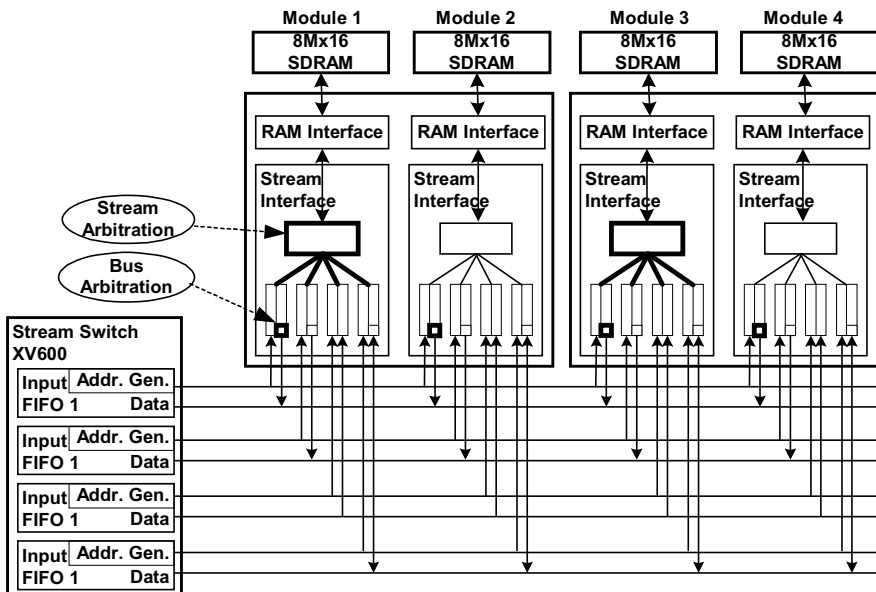 Module 1
Module 2
Module 3
Module 4
8Mx16
SDRAM
8Mx16
SDRAM
8Mx16
SDRAM
8Mx16
SDRAM
RAM Interface
RAM Interface
RAM Interface
RAM Interface
Stream
Interface
Stream
Interface
Stream
Interface
Stream
Interface
Stream
Arbitration
Bus
Arbitration
Stream Switch
XV600
Input Addr. Gen.
FIFO 1 Data
Input Addr. Gen.
FIFO 1 Data
Input Addr. Gen.
FIFO 1 Data
Input Addr. Gen.
FIFO 1 Data